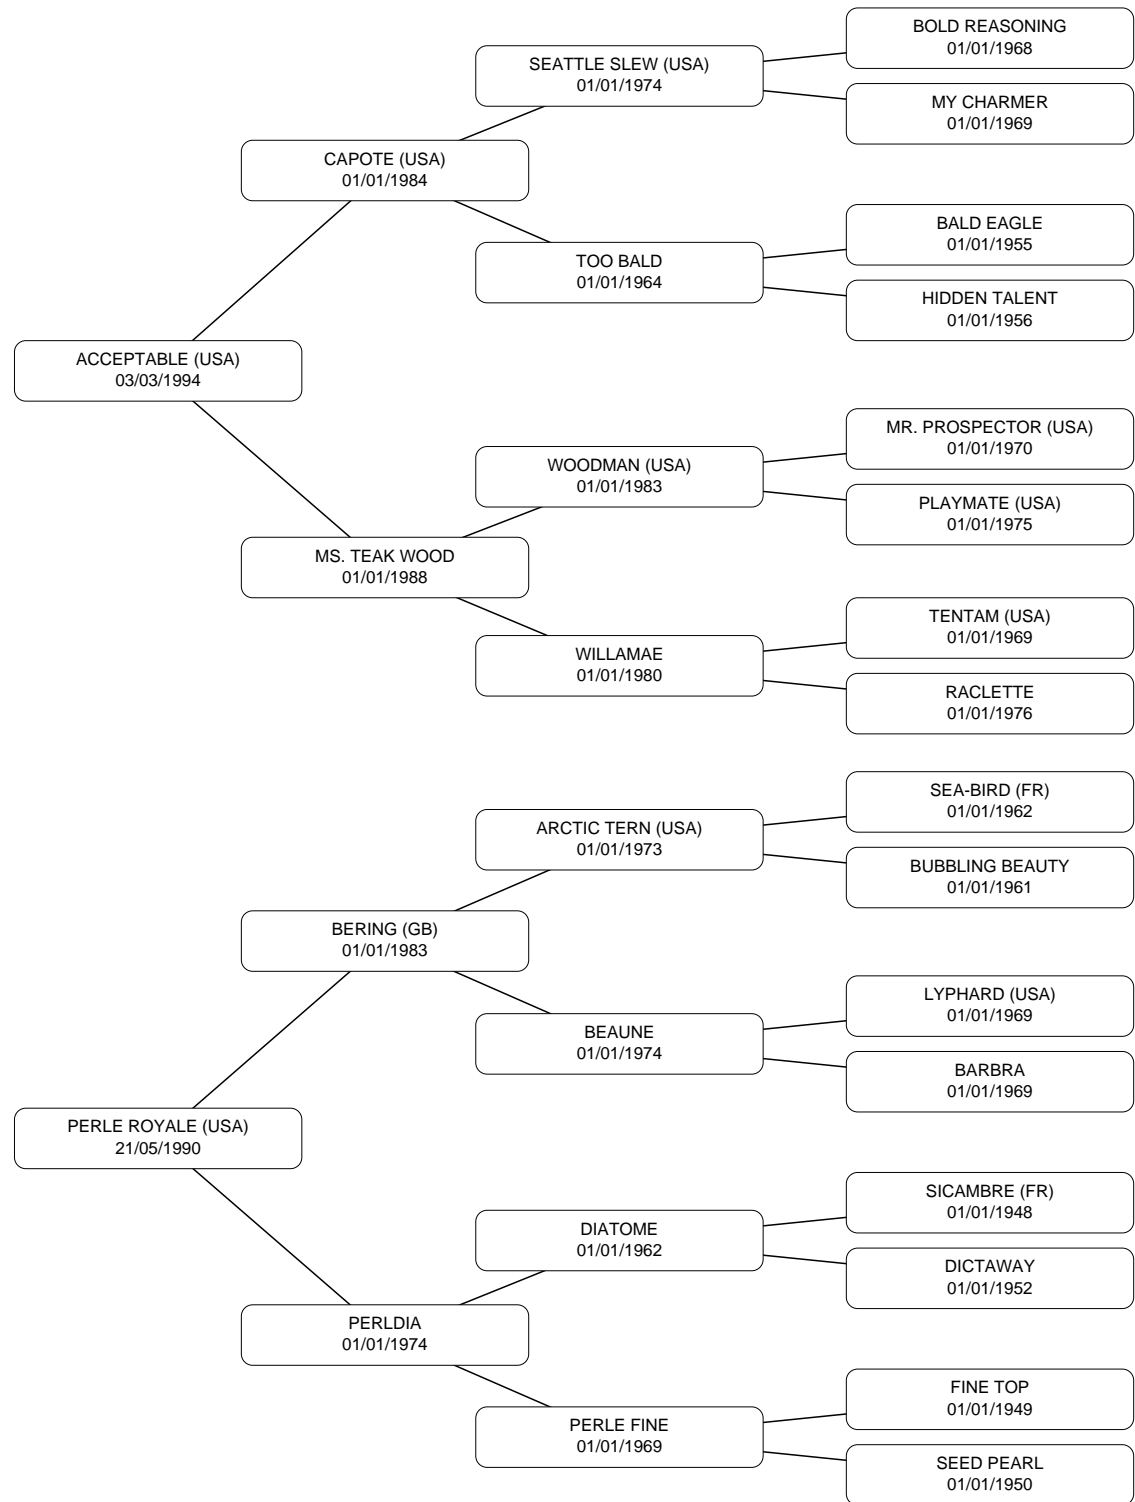 BOLD REASONING
01/01/1968
SEATTLE SLEW (USA)
01/01/1974
MY CHARMER
01/01/1969
CAPOTE (USA)
01/01/1984
BALD EAGLE
01/01/1955
TOO BALD
01/01/1964
HIDDEN TALENT
01/01/1956
ACCEPTABLE (USA)
03/03/1994
MR. PROSPECTOR (USA)
01/01/1970
WOODMAN (USA)
01/01/1983
PLAYMATE (USA)
01/01/1975
MS. TEAK WOOD
01/01/1988
TENTAM (USA)
01/01/1969
WILLAMAE
01/01/1980
RACLETTE
01/01/1976
SEA-BIRD (FR)
01/01/1962
ARCTIC TERN (USA)
01/01/1973
BUBBLING BEAUTY
01/01/1961
BERING (GB)
01/01/1983
LYPHARD (USA)
01/01/1969
BEAUNE
01/01/1974
BARBRA
01/01/1969
PERLE ROYALE (USA)
21/05/1990
SICAMBRE (FR)
01/01/1948
DIATOME
01/01/1962
DICTAWAY
01/01/1952
PERLDIA
01/01/1974
FINE TOP
01/01/1949
PERLE FINE
01/01/1969
SEED PEARL
01/01/1950